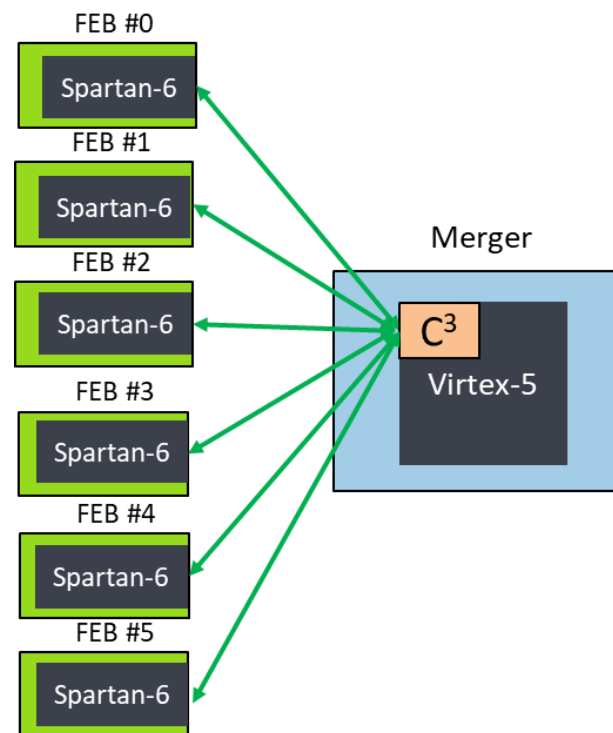 FEB #0
Spartan-6
FEB #1
Spartan-6
FEB #2
Spartan-6
FEB #3
Spartan-6
FEB #4
Spartan-6
FEB #5
Spartan-6
Merger
C³
Virtex-5